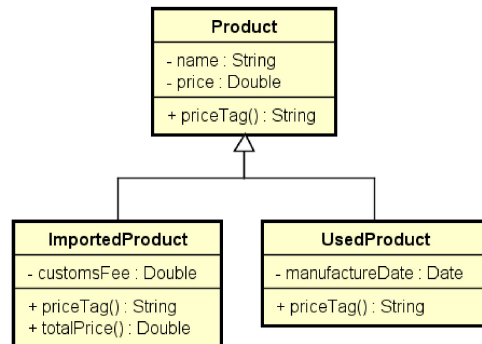 Product
- name : String
- price : Double
+ priceTag() : String
ImportedProduct
- customsFee : Double
+ priceTag() : String
+ totalPrice() : Double
UsedProduct
- manufactureDate : Date
+ priceTag() : String